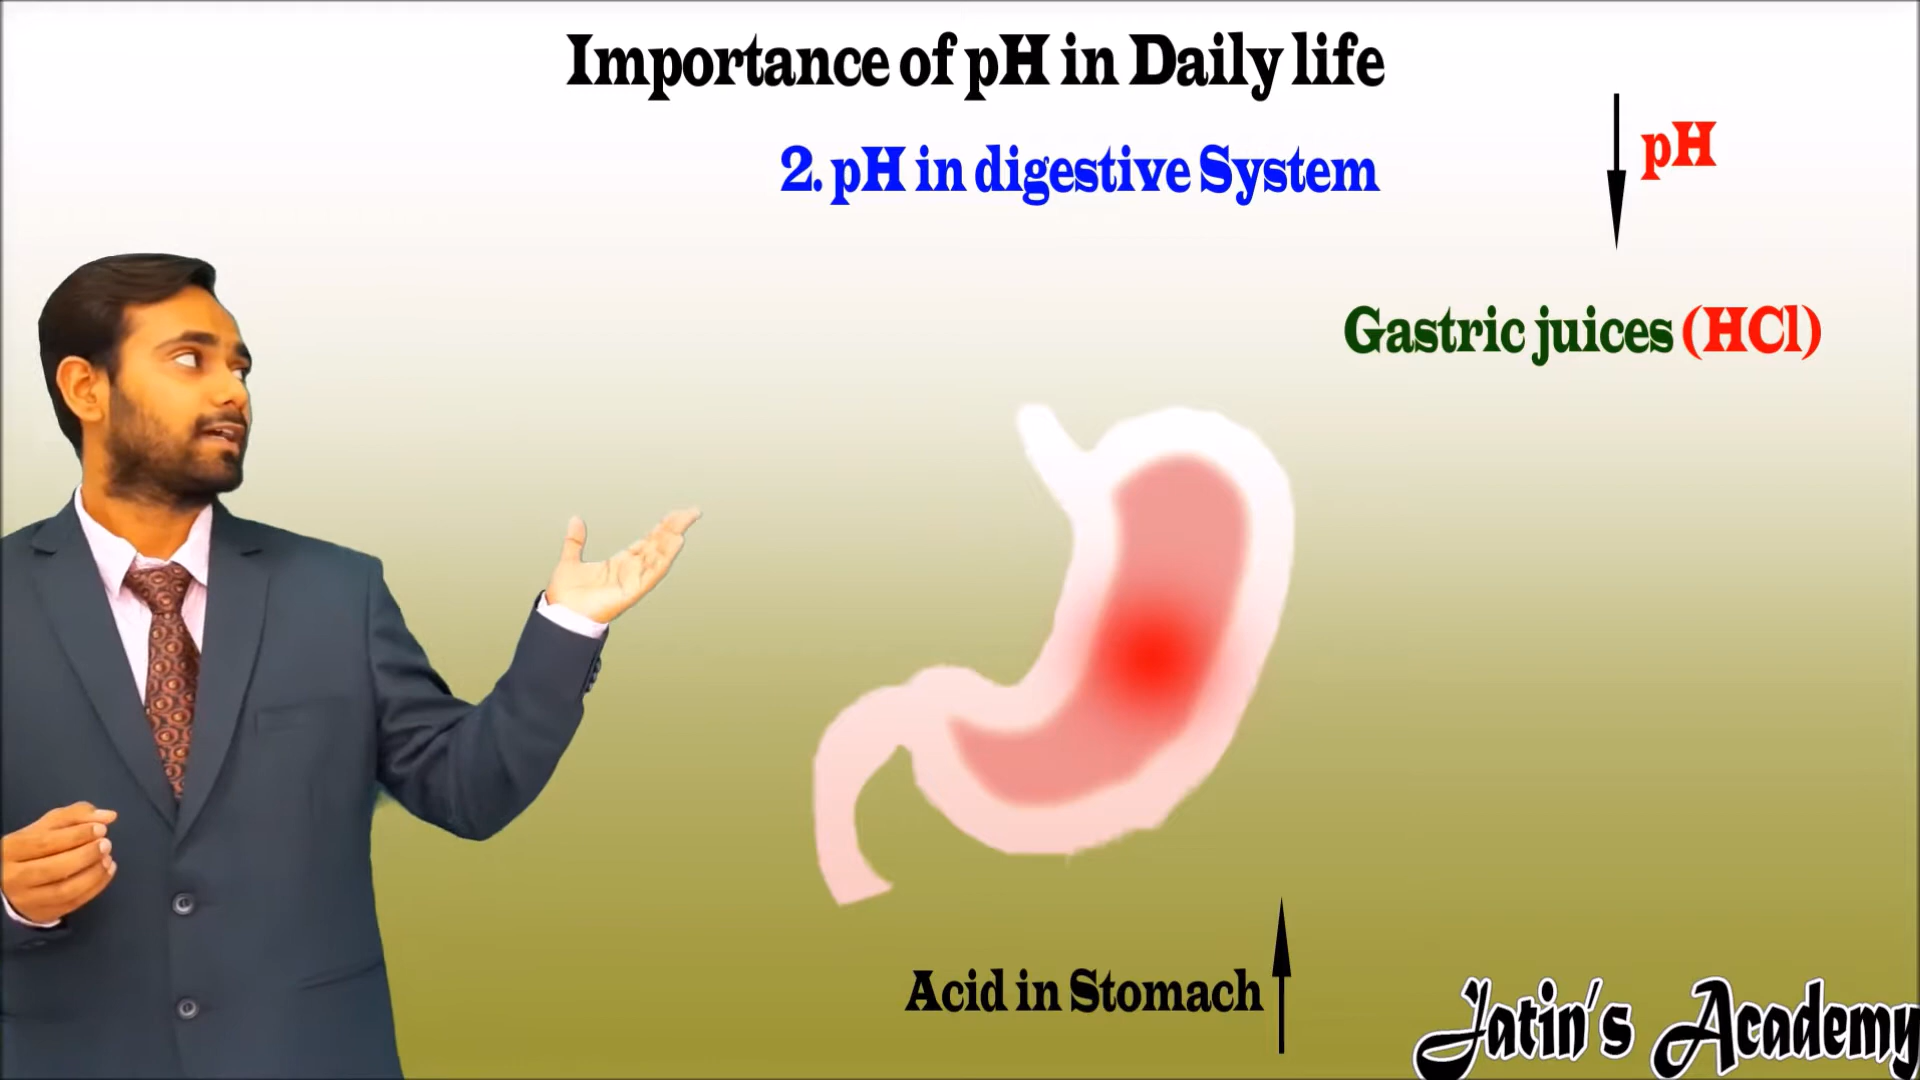 Importance of pH in Daily life
2. pH in digestive System
pH
Gastric juices (HCl)
Acid in Stomach
Jatin's Academy